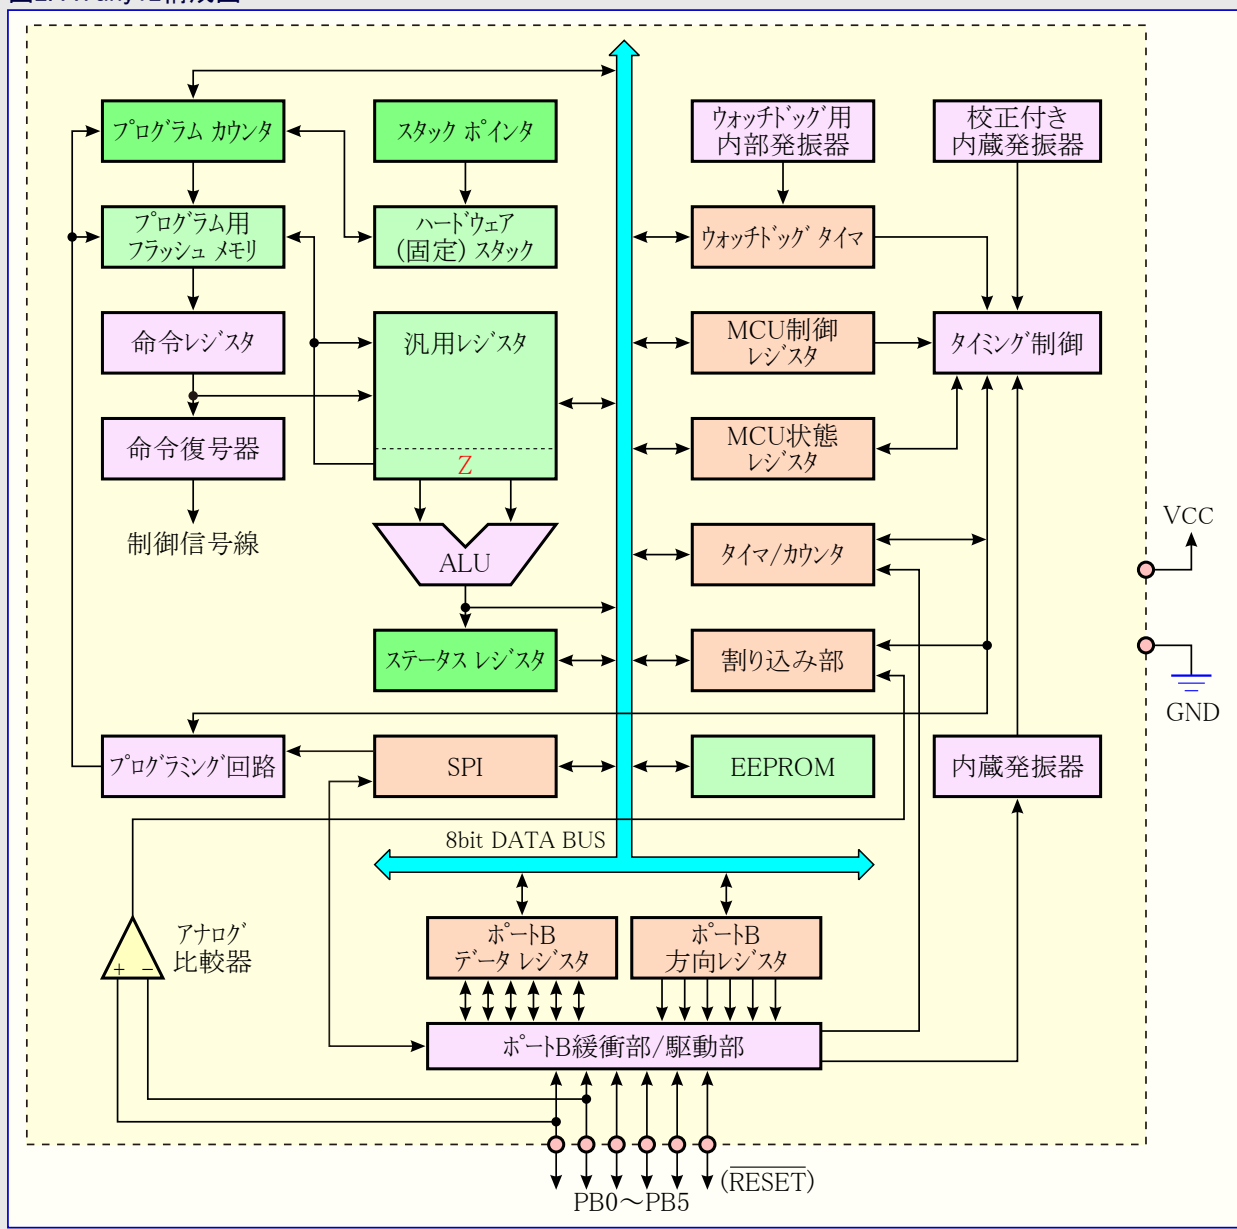 プログラム カウンタ
スタック ポインタ
ウォッチドッグ用
内部発振器
校正付き
内蔵発振器
プログラム用
フラッシュ メモリ
ハードウェア
(固定) スタック
ウォッチドッグ タイマ
命令レジスタ
汎用レジスタ
MCU制御
レジスタ
タイミング制御
命令復号器
Z
MCU状態
レジスタ
制御信号線
ALU
タイマ/カウンタ
VCC
ステータス レジスタ
割り込み部
GND
プログラミング回路
SPI
EEPROM
内蔵発振器
8bit DATA BUS
アナログ
比較器
+ −
ポートB
データ レジスタ
ポートB
方向レジスタ
ポートB緩衝部/駆動部
(RESET)
PB0～PB5